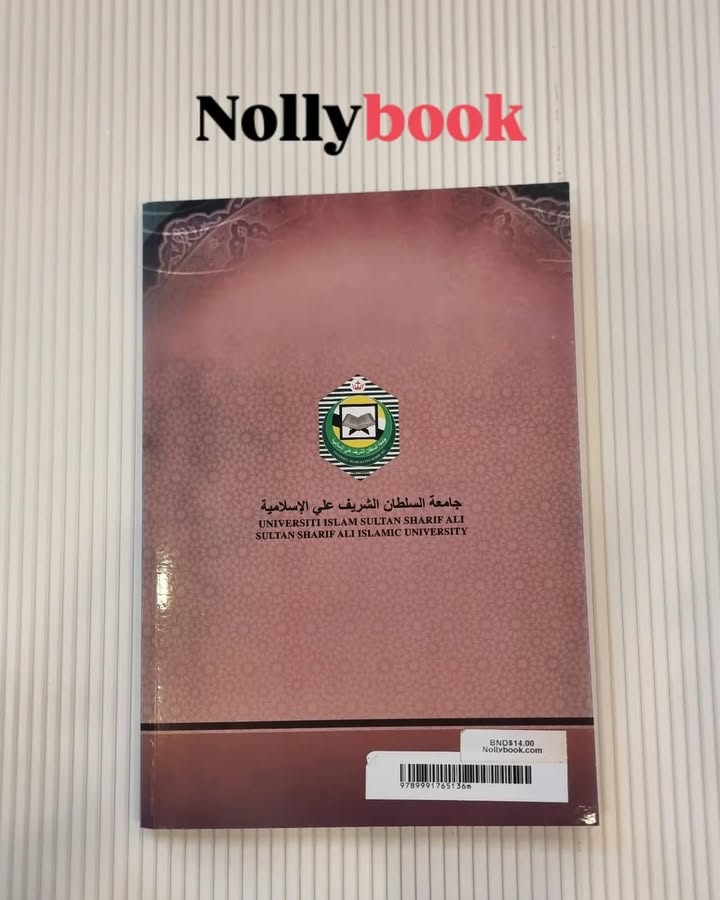 Nollybook
جامعة السلطان الشريف علي الإسلامية
UNIVERSITI ISLAM SULTAN SHARIF ALI
SULTAN SHARIF ALI ISLAMIC UNIVERSITY
BND$14.00
Nollybook.com
9789991765136m